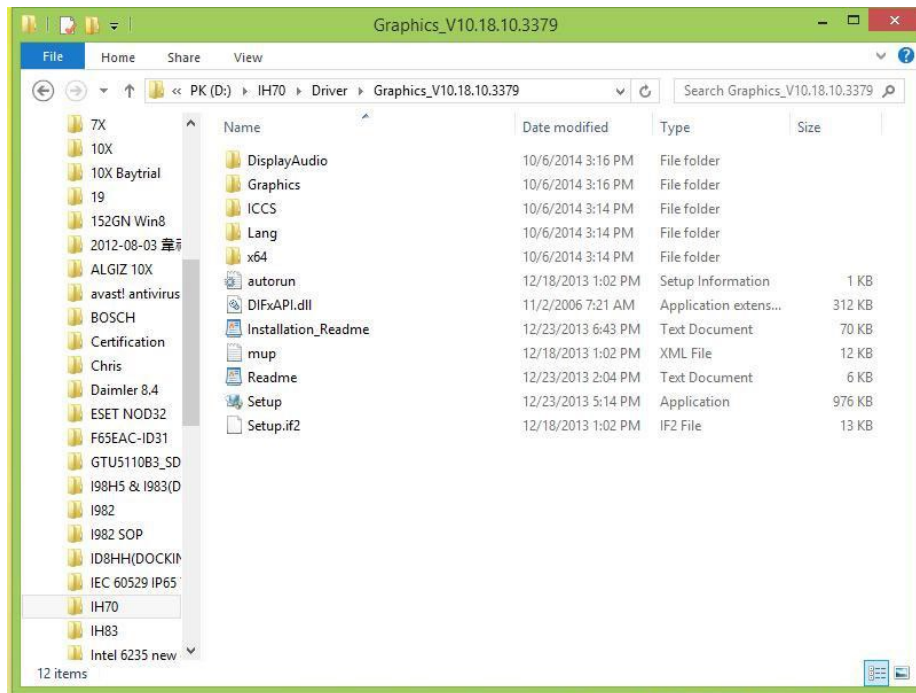 Graphics_V10.18.10.3379
File Home Share View
« PK (D:) ▸ IH70 ▸ Driver ▸ Graphics_V10.18.10.3379
Search Graphics_V10.18.10.3379
7X
10X
10X Baytrial
19
152GN Win8
2012-08-03
ALGIZ 10X
avast! antivirus
BOSCH
Certification
Chris
Daimler 8.4
ESET NOD32
F65EAC-ID31
GTU5110B3_SD
I98H5 & I983(D
I982
I982 SOP
ID8HH(DOCKIN
IEC 60529 IP65
IH70
IH83
Intel 6235 new
Name Date modified Type Size
DisplayAudio 10/6/2014 3:16 PM File folder
Graphics 10/6/2014 3:16 PM File folder
ICCS 10/6/2014 3:14 PM File folder
Lang 10/6/2014 3:14 PM File folder
x64 10/6/2014 3:14 PM File folder
autorun 12/18/2013 1:02 PM Setup Information 1 KB
DIFxAPI.dll 11/2/2006 7:21 AM Application extens... 312 KB
Installation_Readme 12/23/2013 6:43 PM Text Document 70 KB
mup 12/18/2013 1:02 PM XML File 12 KB
Readme 12/23/2013 2:04 PM Text Document 6 KB
Setup 12/23/2013 5:14 PM Application 976 KB
Setup.if2 12/18/2013 1:02 PM IF2 File 13 KB
12 items